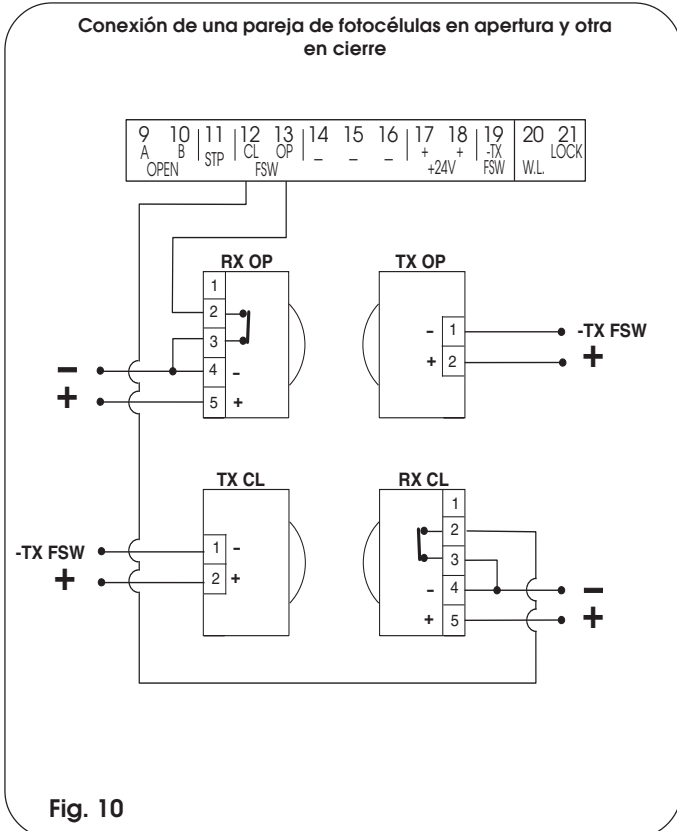 Conexión de una pareja de fotocélulas en apertura y otra
en cierre
9 10 11 12 13 14 15 16 17 18 19 20 21
A B STP CL OP – – – + + -TX LOCK
OPEN FSW +24V FSW W.L.
RX OP TX OP
1
2
3
4 -
5 +
- 1 -TX FSW
+ 2 +
–
+
TX CL RX CL
-TX FSW 1 -
+ 2 +
1
2
3
- 4 –
+ 5 +
Fig. 10